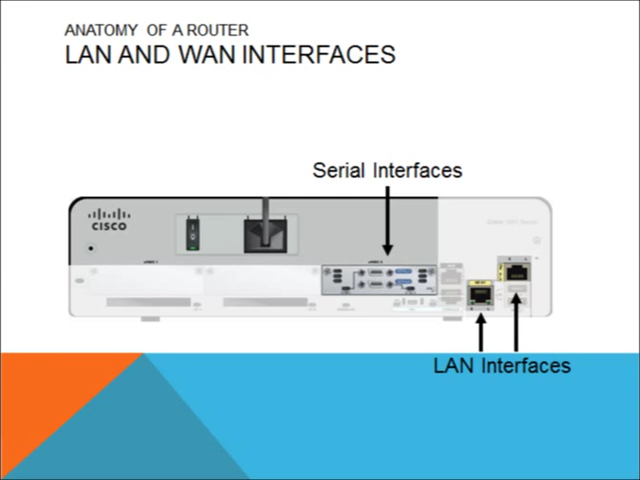 ANATOMY OF A ROUTER
LAN AND WAN INTERFACES
Serial Interfaces
CISCO
LAN Interfaces